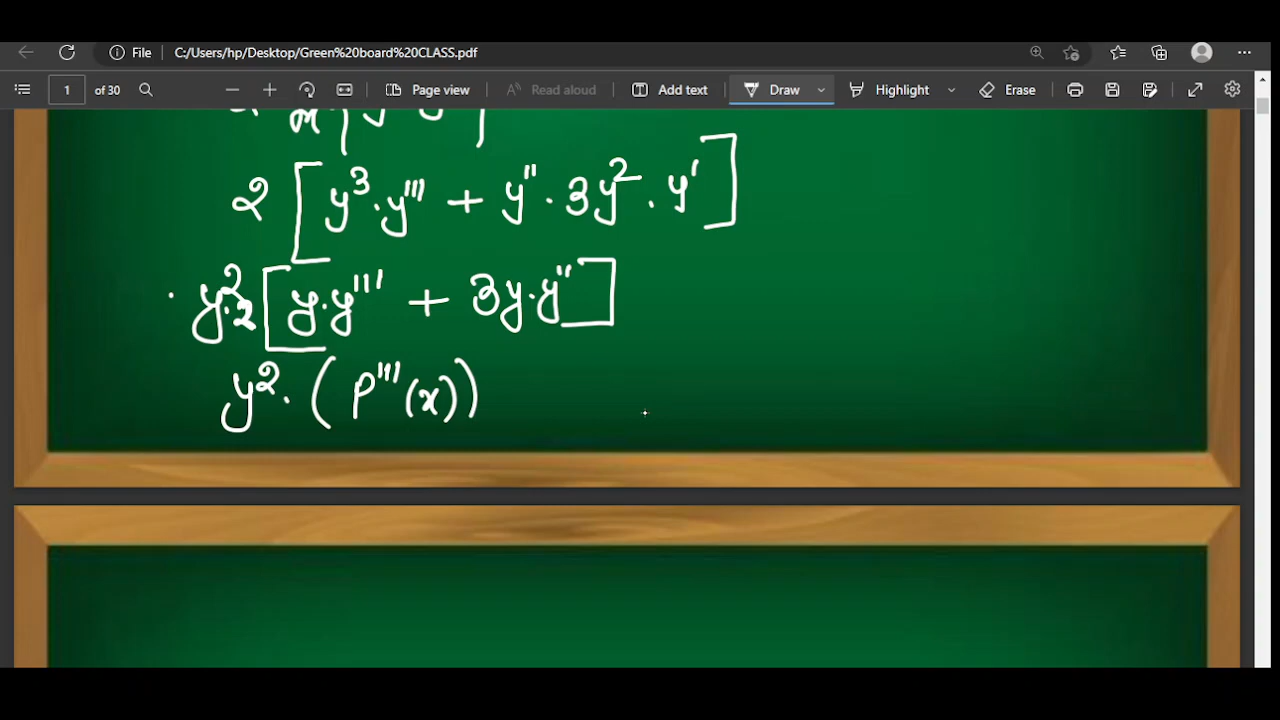 File C:/Users/hp/Desktop/Green%20board%20CLASS.pdf
1 of 30 Page view Read aloud Add text Draw Highlight Erase
2 [ y³·y''' + y''·3y²·y' ]
y²·2 [ y·y''' + 3y·y'' ]
y²·( P'''(x))